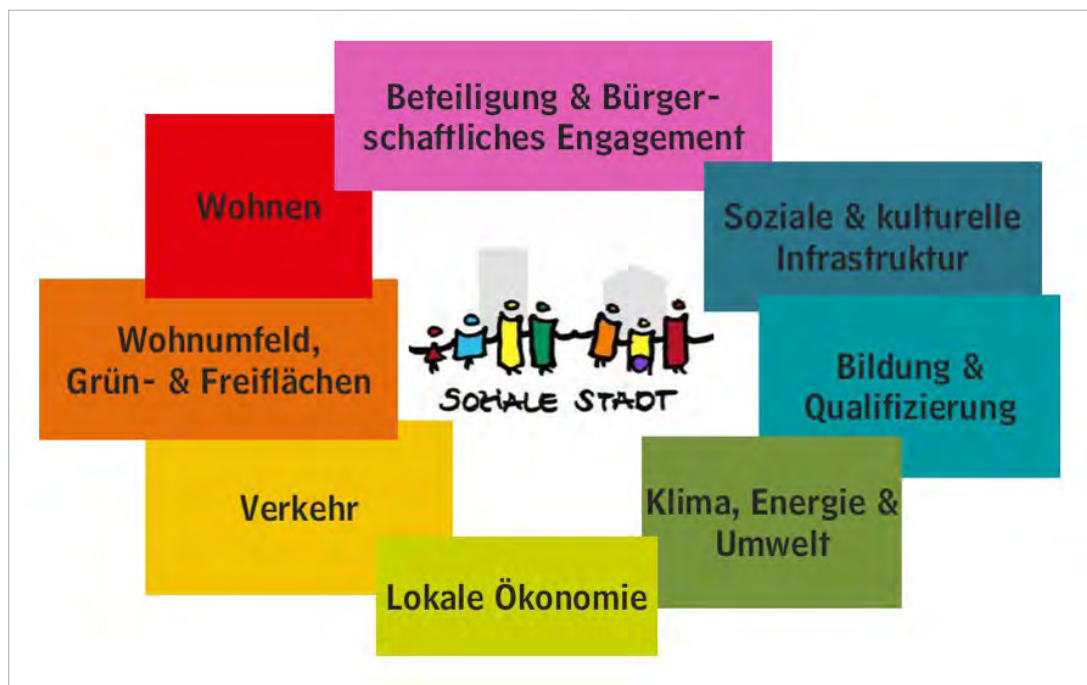 Beteiligung & Bürger-
schaftliches Engagement
Wohnen
Soziale & kulturelle
Infrastruktur
Wohnumfeld,
Grün- & Freiflächen
Bildung &
Qualifizierung
SOZIALE STADT
Verkehr
Klima, Energie &
Umwelt
Lokale Ökonomie